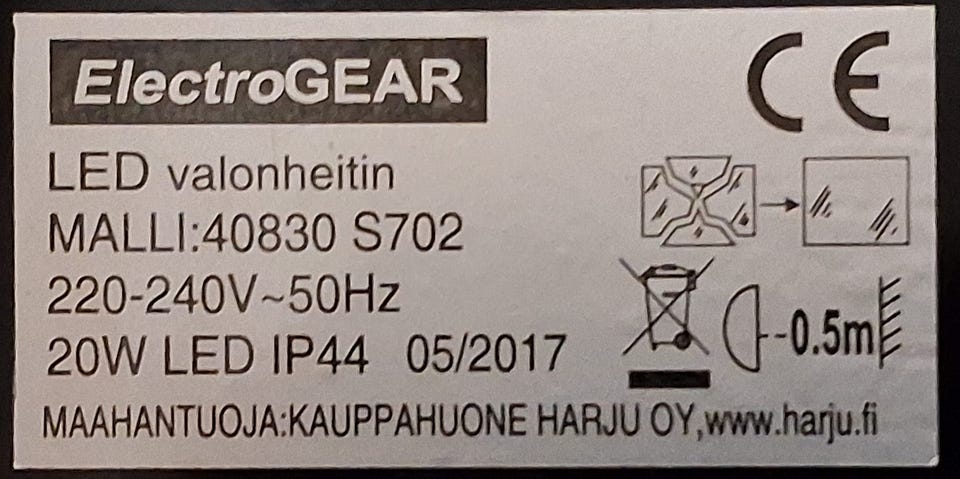 ElectroGEAR
CE
LED valonheitin
MALLI:40830 S702
220-240V~50Hz
20W LED IP44 05/2017
0.5m
MAAHANTUOJA:KAUPPAHUONE HARJU OY,www.harju.fi